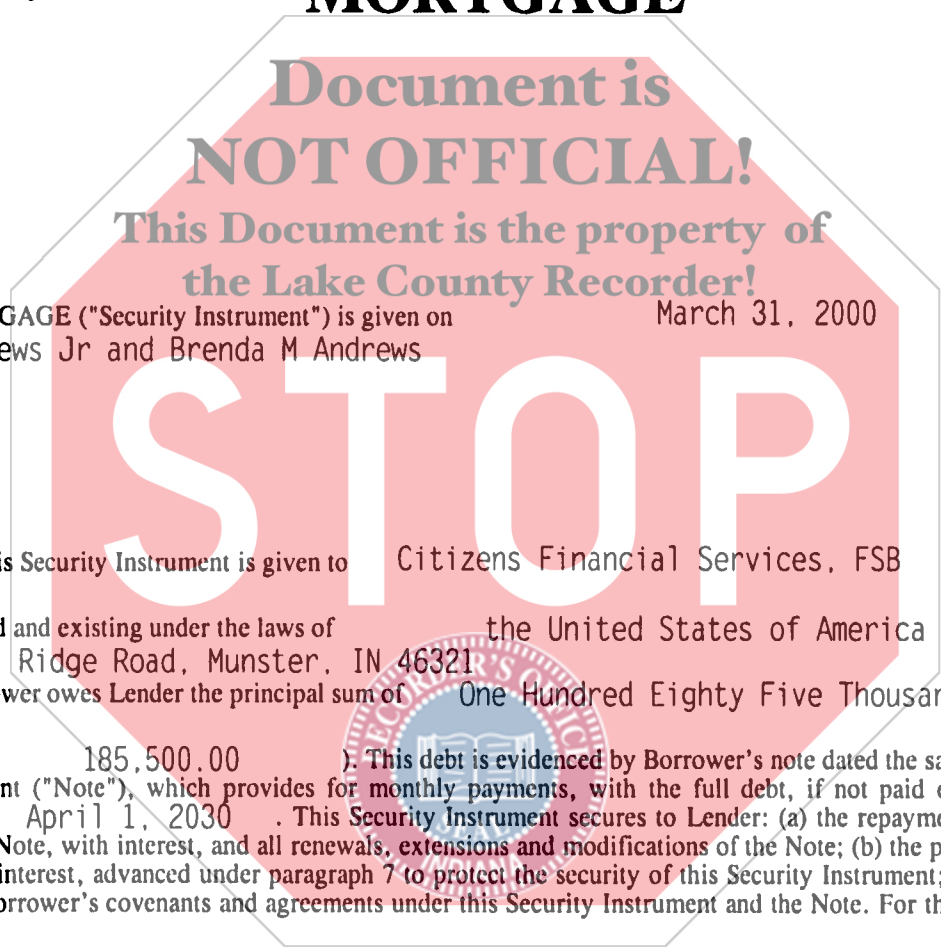 MORTGAGE
Document is
NOT OFFICIAL!
This Document is the property of
the Lake County Recorder!
GAGE ("Security Instrument") is given on March 31, 2000
ews Jr and Brenda M Andrews
STOP
is Security Instrument is given to Citizens Financial Services, FSB
d and existing under the laws of the United States of America
Ridge Road, Munster, IN 46321
wer owes Lender the principal sum of One Hundred Eighty Five Thousan
185,500.00 ). This debt is evidenced by Borrower's note dated the sa
nt ("Note"), which provides for monthly payments, with the full debt, if not paid e
April 1, 2030 . This Security Instrument secures to Lender: (a) the repayme
Note, with interest, and all renewals, extensions and modifications of the Note; (b) the p
interest, advanced under paragraph 7 to protect the security of this Security Instrument;
orrower's covenants and agreements under this Security Instrument and the Note. For th
RECORDER'S OFFICE
SEAL
INDIANA